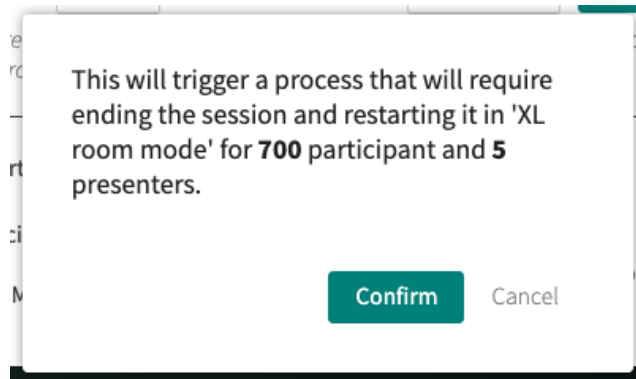 This will trigger a process that will require
ending the session and restarting it in 'XL
room mode' for 700 participant and 5
presenters.
Confirm Cancel